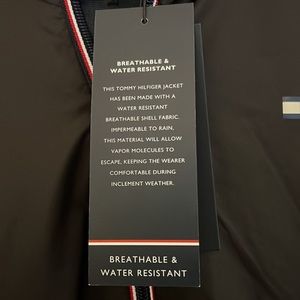 BREATHABLE &
WATER RESISTANT
THIS TOMMY HILFIGER JACKET
HAS BEEN MADE WITH A
WATER RESISTANT
BREATHABLE SHELL FABRIC.
IMPERMEABLE TO RAIN,
THIS MATERIAL WILL ALLOW
VAPOR MOLECULES TO
ESCAPE, KEEPING THE WEARER
COMFORTABLE DURING
INCLEMENT WEATHER.
BREATHABLE &
WATER RESISTANT